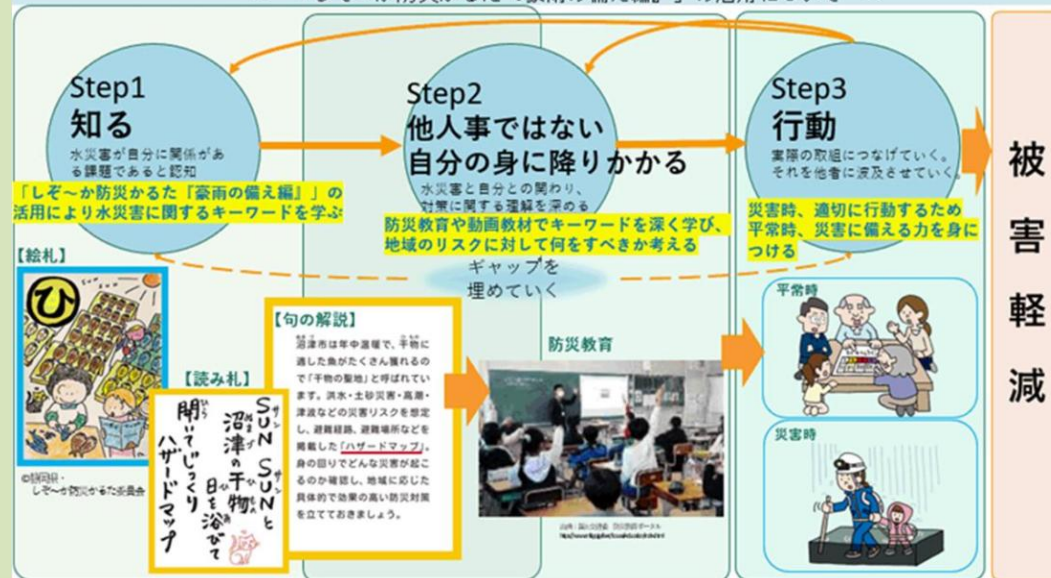 Step1
知る
水災害が自分に関係があ
る課題であると認知
「しぞ～か防災かるた『豪雨の備え編』」の
活用により水災害に関するキーワードを学ぶ
Step2
他人事ではない
自分の身に降りかかる
水災害と自分との関わり、
対策に関する理解を深める
防災教育や動画教材でキーワードを深く学び、
地域のリスクに対して何をすべきか考える
ギャップを
埋めていく
Step3
行動
実際の取組につなげていく。
それを他者に波及させていく。
災害時、適切に行動するため
平常時、災害に備える力を身に
つける
被害軽減
【絵札】
ひ
©静岡県・
しぞ～か防災かるた委員会
【読み札】
SUN SUNと
サン サン
沼津の干物
ぬまづ ひもの
日を浴びて
ひ あ
開いてじっくり
ひら
ハザードマップ
【句の解説】
沼津市は年中温暖で、干物に
適した魚がたくさん獲れるの
で「干物の聖地」と呼ばれてい
ます。洪水・土砂災害・高潮・
津波などの災害リスクを想定
し、避難経路、避難場所などを
掲載した「ハザードマップ」。
身の回りでどんな災害が起こ
るのか確認し、地域に応じた
具体的で効果の高い防災対策
を立てておきましょう。
防災教育
平常時
災害時